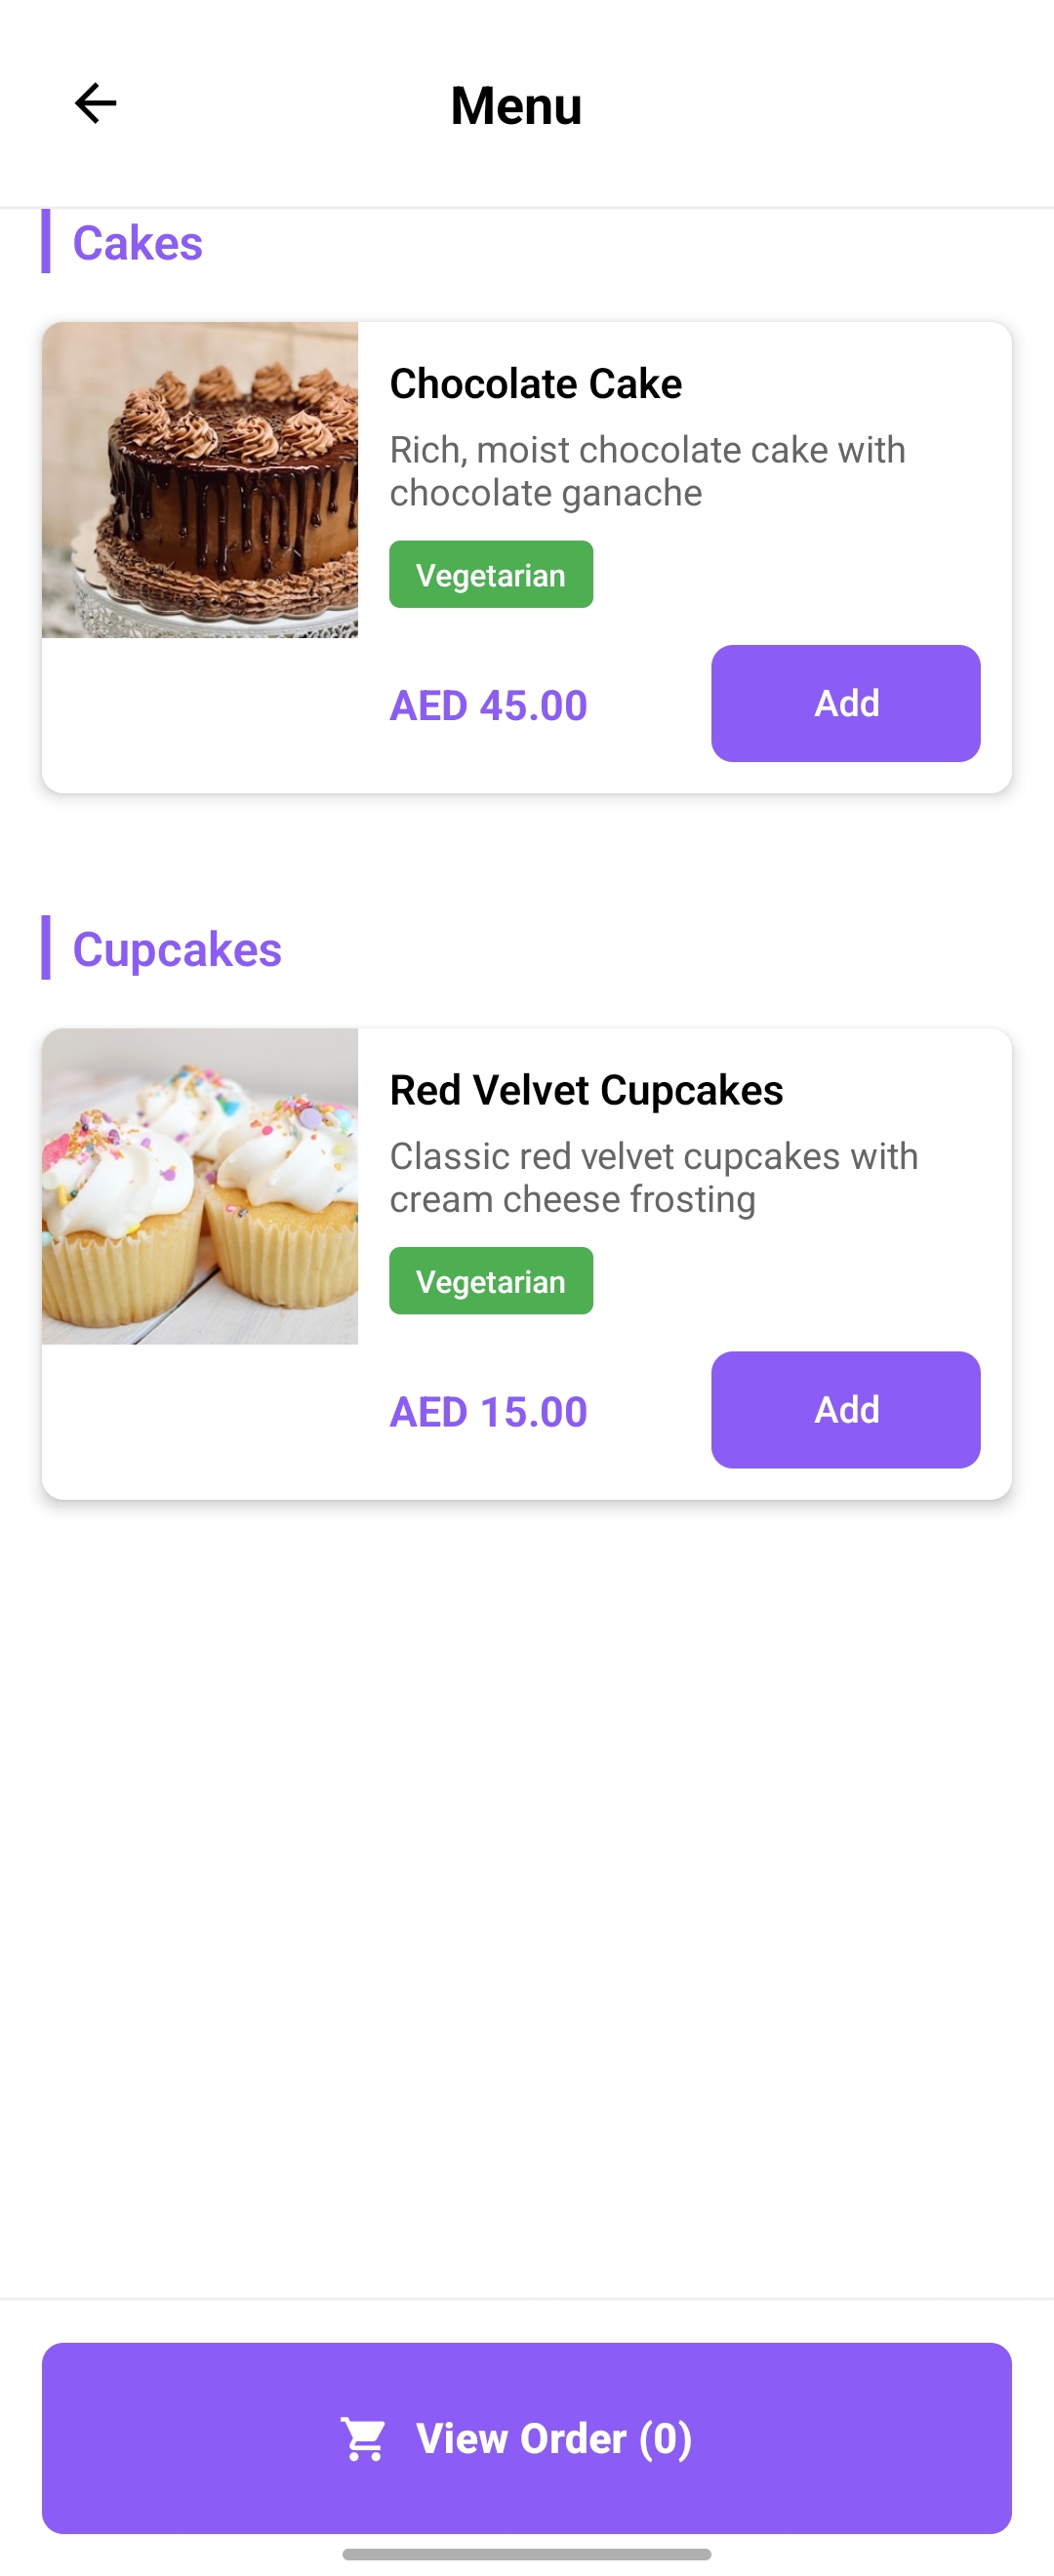 Menu
Cakes
Chocolate Cake
Rich, moist chocolate cake with
chocolate ganache
Vegetarian
AED 45.00
Add
Cupcakes
Red Velvet Cupcakes
Classic red velvet cupcakes with
cream cheese frosting
Vegetarian
AED 15.00
Add
View Order (0)